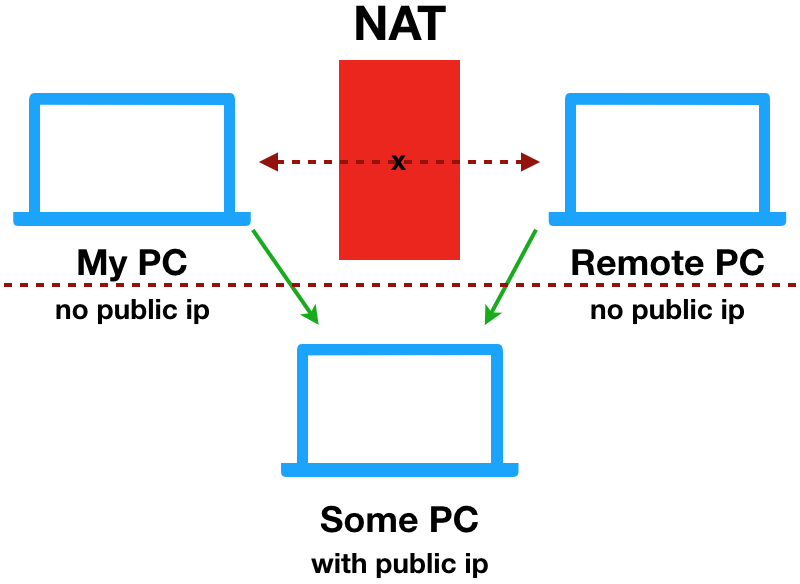 NAT
x
My PC
Remote PC
no public ip
no public ip
Some PC
with public ip